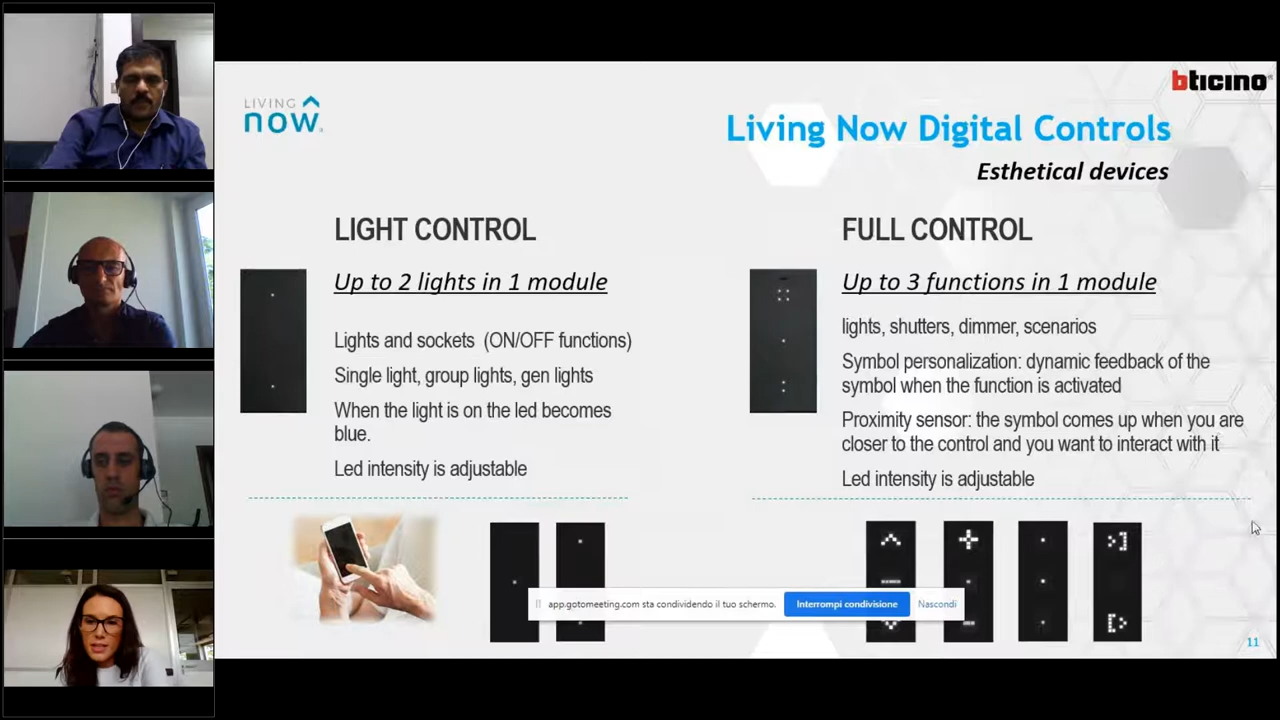 LIVING
now
bticino
Living Now Digital Controls
Esthetical devices
LIGHT CONTROL
Up to 2 lights in 1 module
Lights and sockets (ON/OFF functions)
Single light, group lights, gen lights
When the light is on the led becomes
blue.
Led intensity is adjustable
FULL CONTROL
Up to 3 functions in 1 module
lights, shutters, dimmer, scenarios
Symbol personalization: dynamic feedback of the
symbol when the function is activated
Proximity sensor: the symbol comes up when you are
closer to the control and you want to interact with it
Led intensity is adjustable
app.gotomeeting.com sta condividendo il tuo schermo.
Interrompi condivisione
Nascondi
11